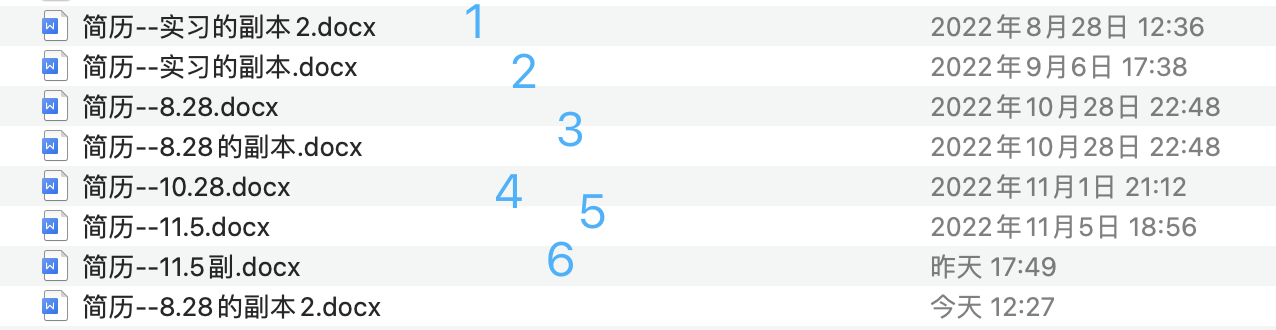 简历--实习的副本2.docx 1 2022年8月28日 12:36
简历--实习的副本.docx 2 2022年9月6日 17:38
简历--8.28.docx 2022年10月28日 22:48
简历--8.28的副本.docx 3 2022年10月28日 22:48
简历--10.28.docx 4 2022年11月1日 21:12
简历--11.5.docx 5 2022年11月5日 18:56
简历--11.5副.docx 6 昨天 17:49
简历--8.28的副本2.docx 今天 12:27